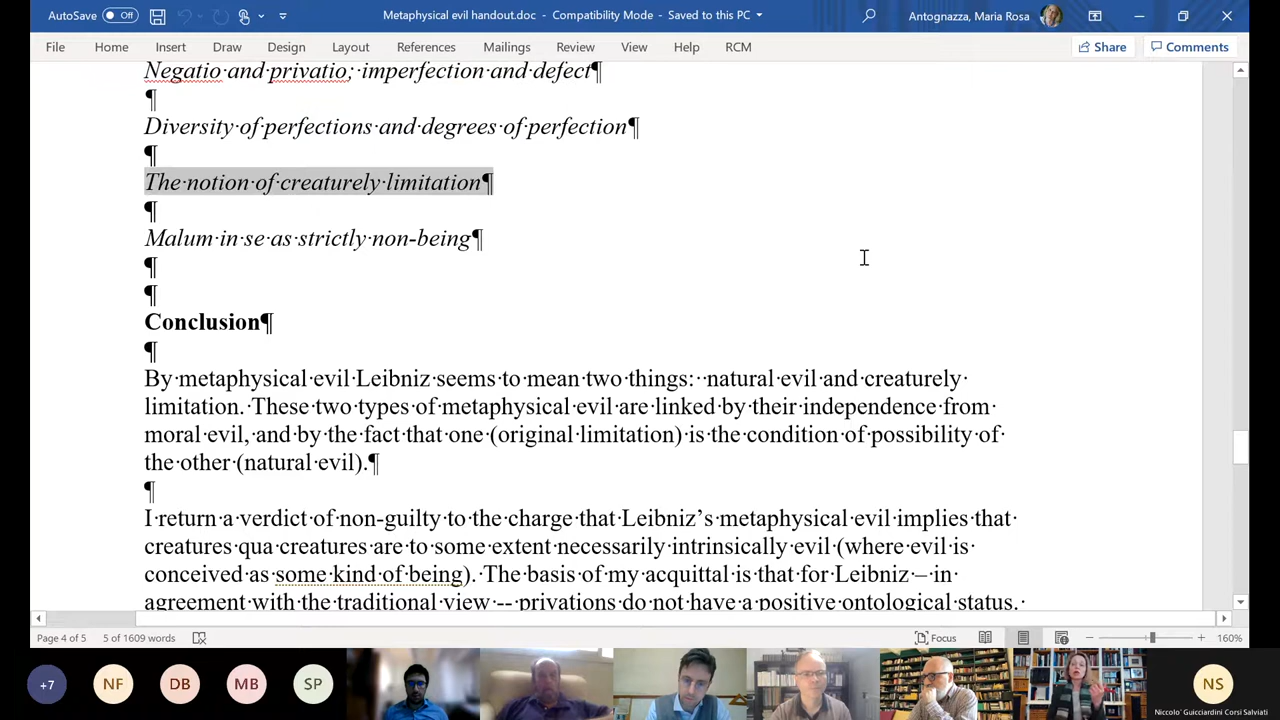 AutoSave Off Metaphysical evil handout.doc - Compatibility Mode - Saved to this PC Antognazza, Maria Rosa
File Home Insert Draw Design Layout References Mailings Review View Help RCM Share Comments
Negatio·and·privatio;·imperfection·and·defect¶
¶
Diversity·of·perfections·and·degrees·of·perfection¶
¶
The·notion·of·creaturely·limitation¶
¶
Malum·in·se·as·strictly·non-being¶
¶
¶
Conclusion¶
¶
By·metaphysical·evil·Leibniz·seems·to·mean·two·things:··natural·evil·and·creaturely·
limitation.··These·two·types·of·metaphysical·evil·are·linked·by·their·independence·from·
moral·evil,·and·by·the·fact·that·one·(original·limitation)·is·the·condition·of·possibility·of·
the·other·(natural·evil).¶
¶
I·return·a·verdict·of·non-guilty·to·the·charge·that·Leibniz’s·metaphysical·evil·implies·that·
creatures·qua·creatures·are·to·some·extent·necessarily·intrinsically·evil·(where·evil·is·
conceived·as·some·kind·of·being).··The·basis·of·my·acquittal·is·that·for·Leibniz·–·in·
agreement·with·the·traditional·view·--·privations·do·not·have·a·positive·ontological·status.··
Page 4 of 5 5 of 1609 words Focus 160%
+7 NF DB MB SP NS
Niccolo' Guicciardini Corsi Salviati